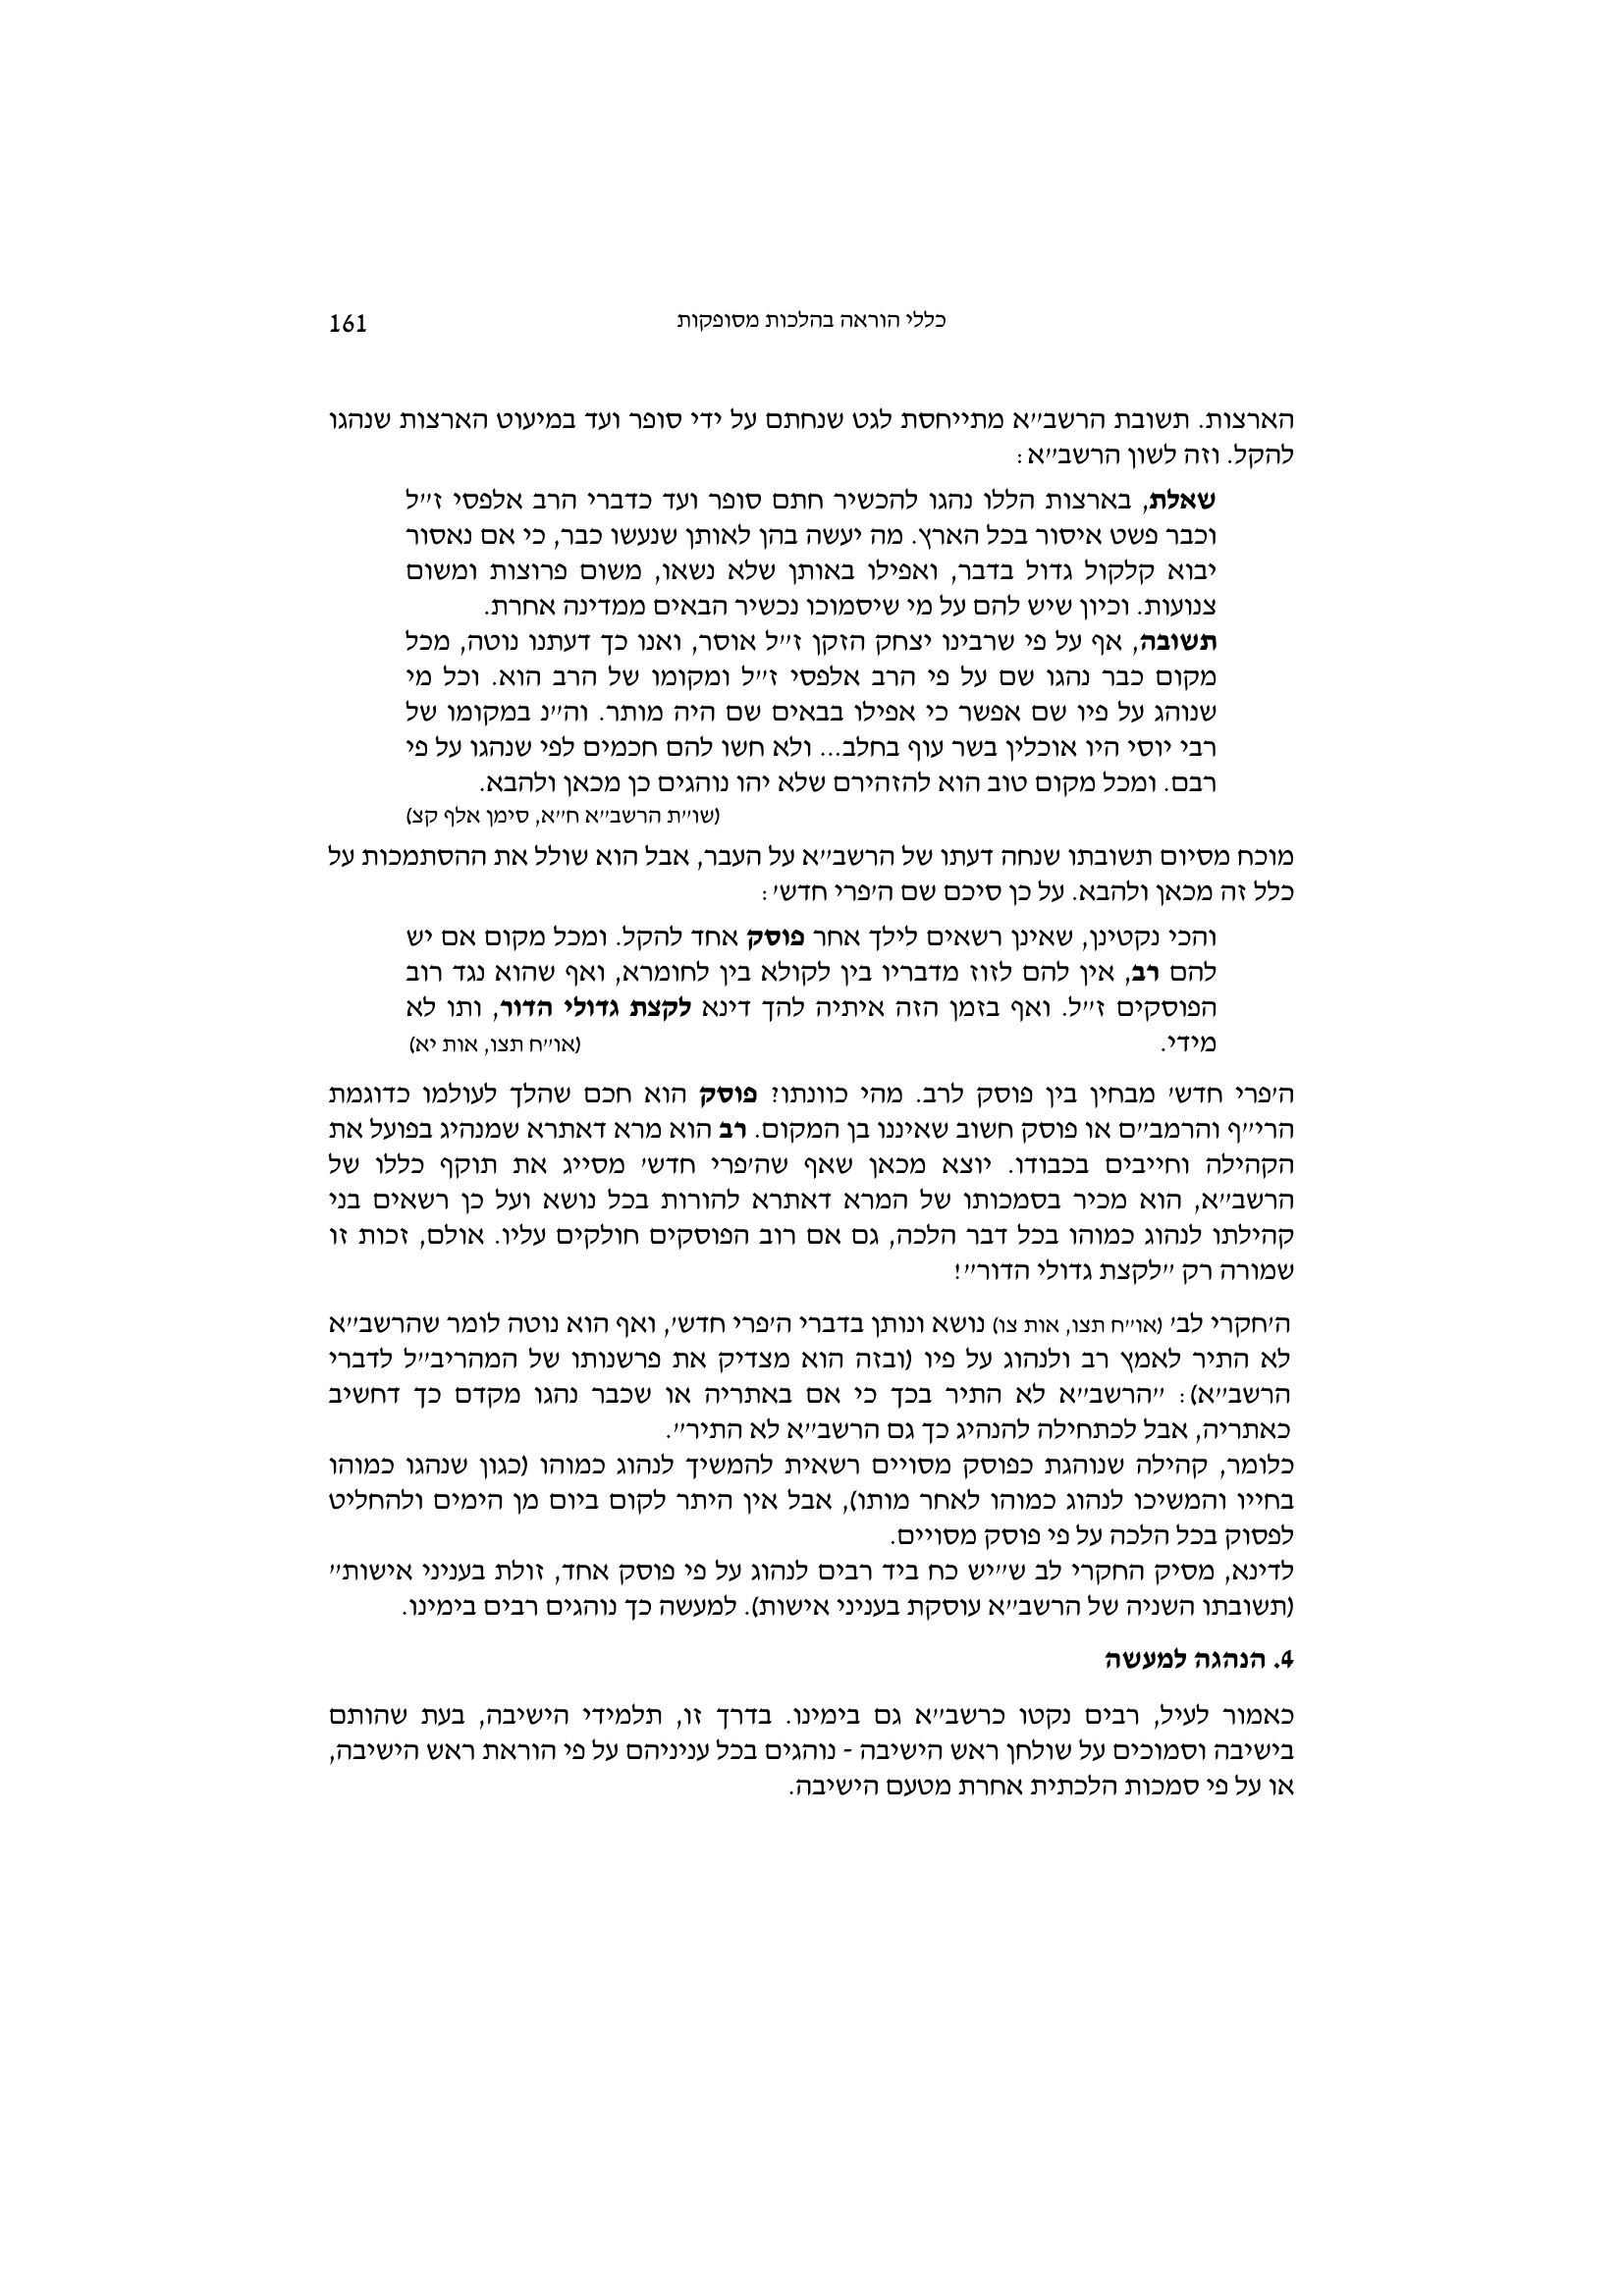 כללי הוראה בהלכות מסופקות 161
הארצות. תשובת הרשב״א מתייחסת לגט שנחתם על ידי סופר ועד במיעוט הארצות שנהגו
להקל. וזה לשון הרשב״א:
שאלת, בארצות הללו נהגו להכשיר חתם סופר ועד כדברי הרב אלפסי ז״ל
וכבר פשט איסור בכל הארץ. מה יעשה בהן לאותן שנעשו כבר, כי אם נאסור
יבוא קלקול גדול בדבר, ואפילו באותן שלא נשאו, משום פרוצות ומשום
צנועות. וכיון שיש להם על מי שיסמוכו נכשיר הבאים ממדינה אחרת.
תשובה, אף על פי שרבינו יצחק הזקן ז״ל אוסר, ואנו כך דעתנו נוטה, מכל
מקום כבר נהגו שם על פי הרב אלפסי ז״ל ומקומו של הרב הוא. וכל מי
שנוהג על פיו שם אפשר כי אפילו בבאים שם היה מותר. וה״נ במקומו של
רבי יוסי היו אוכלין בשר עוף בחלב... ולא חשו להם חכמים לפי שנהגו על פי
רבם. ומכל מקום טוב הוא להזהירם שלא יהו נוהגים כן מכאן ולהבא.
(שו״ת הרשב״א ח״א, סימן אלף קצ)
מוכח מסיום תשובתו שנחה דעתו של הרשב״א על העבר, אבל הוא שולל את ההסתמכות על
כלל זה מכאן ולהבא. על כן סיכם שם ה׳פרי חדש׳:
והכי נקטינן, שאינן רשאים לילך אחר פוסק אחד להקל. ומכל מקום אם יש
להם רב, אין להם לזוז מדבריו בין לקולא בין לחומרא, ואף שהוא נגד רוב
הפוסקים ז״ל. ואף בזמן הזה איתיה להך דינא לקצת גדולי הדור, ותו לא
מידי. (או״ח תצו, אות יא)
ה׳פרי חדש׳ מבחין בין פוסק לרב. מהי כוונתו? פוסק הוא חכם שהלך לעולמו כדוגמת
הרי״ף והרמב״ם או פוסק חשוב שאיננו בן המקום. רב הוא מרא דאתרא שמנהיג בפועל את
הקהילה וחייבים בכבודו. יוצא מכאן שאף שה׳פרי חדש׳ מסייג את תוקף כללו של
הרשב״א, הוא מכיר בסמכותו של המרא דאתרא להורות בכל נושא ועל כן רשאים בני
קהילתו לנהוג כמוהו בכל דבר הלכה, גם אם רוב הפוסקים חולקים עליו. אולם, זכות זו
שמורה רק ״לקצת גדולי הדור״!
ה׳חקרי לב׳ (או״ח תצו, אות צו) נושא ונותן בדברי ה׳פרי חדש׳, ואף הוא נוטה לומר שהרשב״א
לא התיר לאמץ רב ולנהוג על פיו (ובזה הוא מצדיק את פרשנותו של המהריב״ל לדברי
הרשב״א): ״הרשב״א לא התיר בכך כי אם באתריה או שכבר נהגו מקדם כך דחשיב
כאתריה, אבל לכתחילה להנהיג כך גם הרשב״א לא התיר״.
כלומר, קהילה שנוהגת כפוסק מסויים רשאית להמשיך לנהוג כמוהו (כגון שנהגו כמוהו
בחייו והמשיכו לנהוג כמוהו לאחר מותו), אבל אין היתר לקום ביום מן הימים ולהחליט
לפסוק בכל הלכה על פי פוסק מסויים.
לדינא, מסיק החקרי לב ש״יש כח ביד רבים לנהוג על פי פוסק אחד, זולת בעניני אישות״
(תשובתו השניה של הרשב״א עוסקת בעניני אישות). למעשה כך נוהגים רבים בימינו.
4. הנהגה למעשה
כאמור לעיל, רבים נקטו כרשב״א גם בימינו. בדרך זו, תלמידי הישיבה, בעת שהותם
בישיבה וסמוכים על שולחן ראש הישיבה - נוהגים בכל עניניהם על פי הוראת ראש הישיבה,
או על פי סמכות הלכתית אחרת מטעם הישיבה.